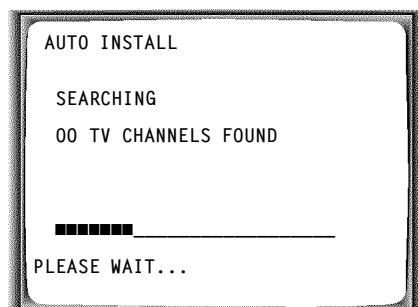 AUTO INSTALL
SEARCHING
00 TV CHANNELS FOUND
PLEASE WAIT...